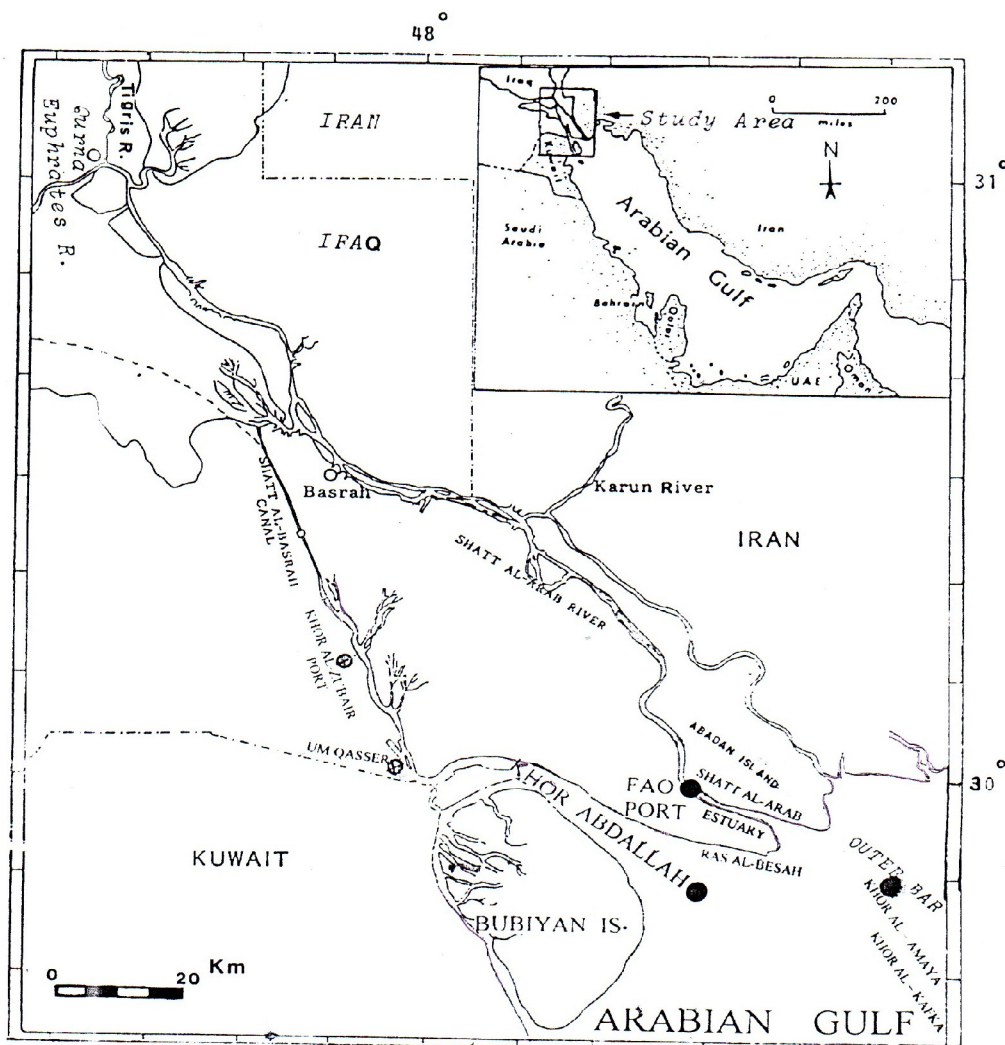 48°
Tigris R.
Qurna
Euphrates R.
IRAN
IRAQ
Iraq
Study Area
0 200
miles
N
31°
Saudi
Arabia
Arabian
Gulf
Iran
Bahrain
Qatar
UAE
Oman
Basrah
SHATT AL-BASRAH
CANAL
Karun River
IRAN
SHATT AL-ARAB RIVER
KHOR AL-ZUBAIR
PORT
UM QASSER
ABADAN ISLAND
30°
FAO
PORT
SHATT AL-ARAB
ESTUARY
KHOR ABDALLAH
RAS AL-BESAH
KUWAIT
OUTER BAR
KHOR AL-AMAYA
KHOR AL-KAFKA
BUBIYAN IS.
0 20 Km
ARABIAN GULF